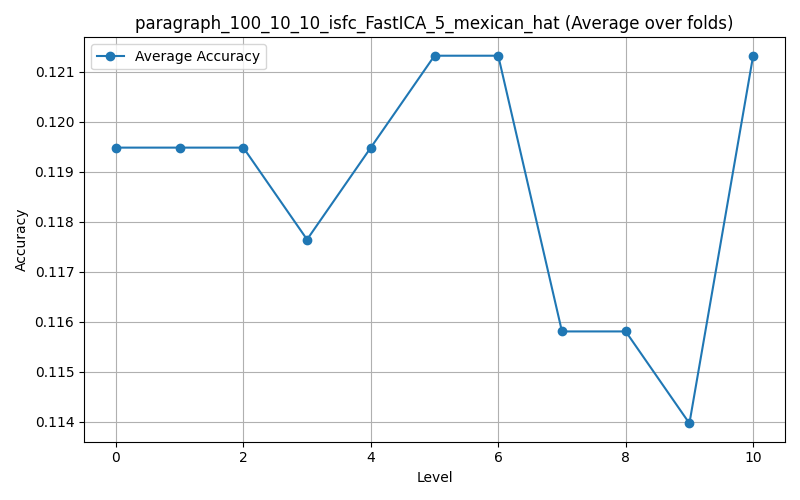 paragraph_100_10_10_isfc_FastICA_5_mexican_hat (Average over folds)
Average Accuracy
0.121
0.120
0.119
0.118
0.117
0.116
0.115
0.114
Accuracy
0 2 4 6 8 10
Level